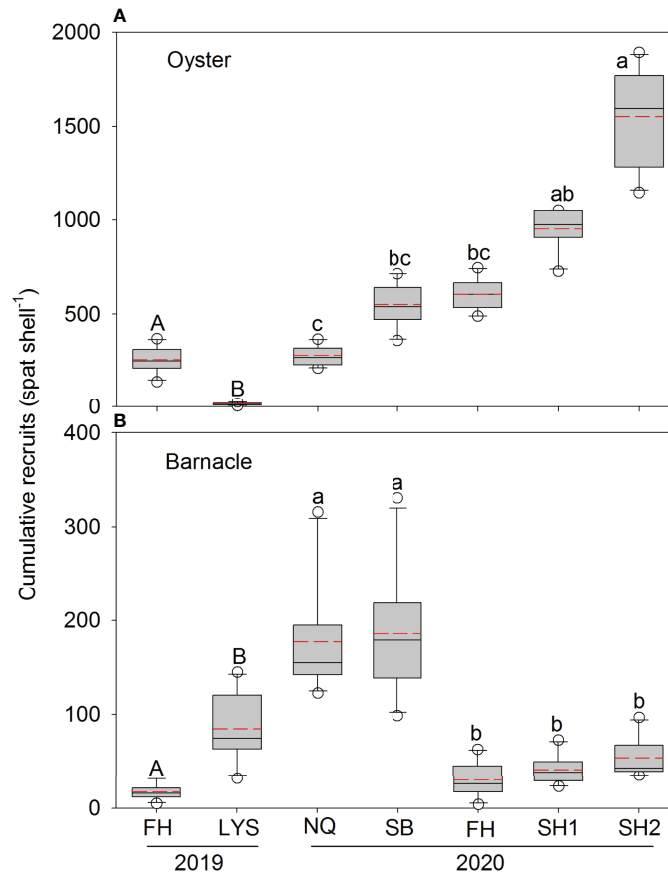 A
2000
Oyster
a
1500
ab
1000
bc
bc
500
A
c
B
0
Cumulative recruits (spat shell⁻¹)
B
400
Barnacle
a
a
300
200
B
100
b
b
b
A
0
FH LYS NQ SB FH SH1 SH2
2019 2020